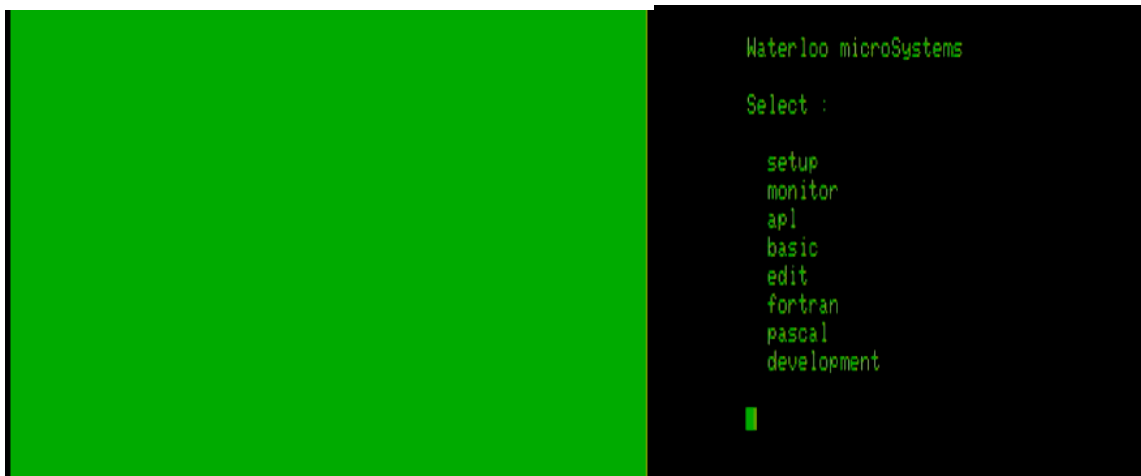 Waterloo microSystems
Select :
setup
monitor
apl
basic
edit
fortran
pascal
development